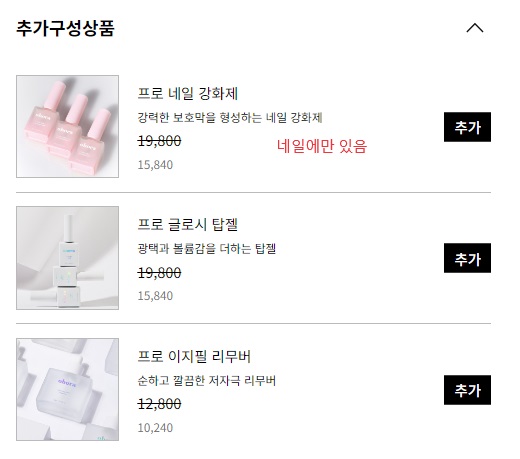 추가구성상품
프로 네일 강화제
강력한 보호막을 형성하는 네일 강화제
19,800
네일에만 있음
15,840
추가
프로 글로시 탑젤
광택과 볼륨감을 더하는 탑젤
19,800
15,840
추가
ohora
프로 이지필 리무버
순하고 깔끔한 저자극 리무버
12,800
10,240
추가